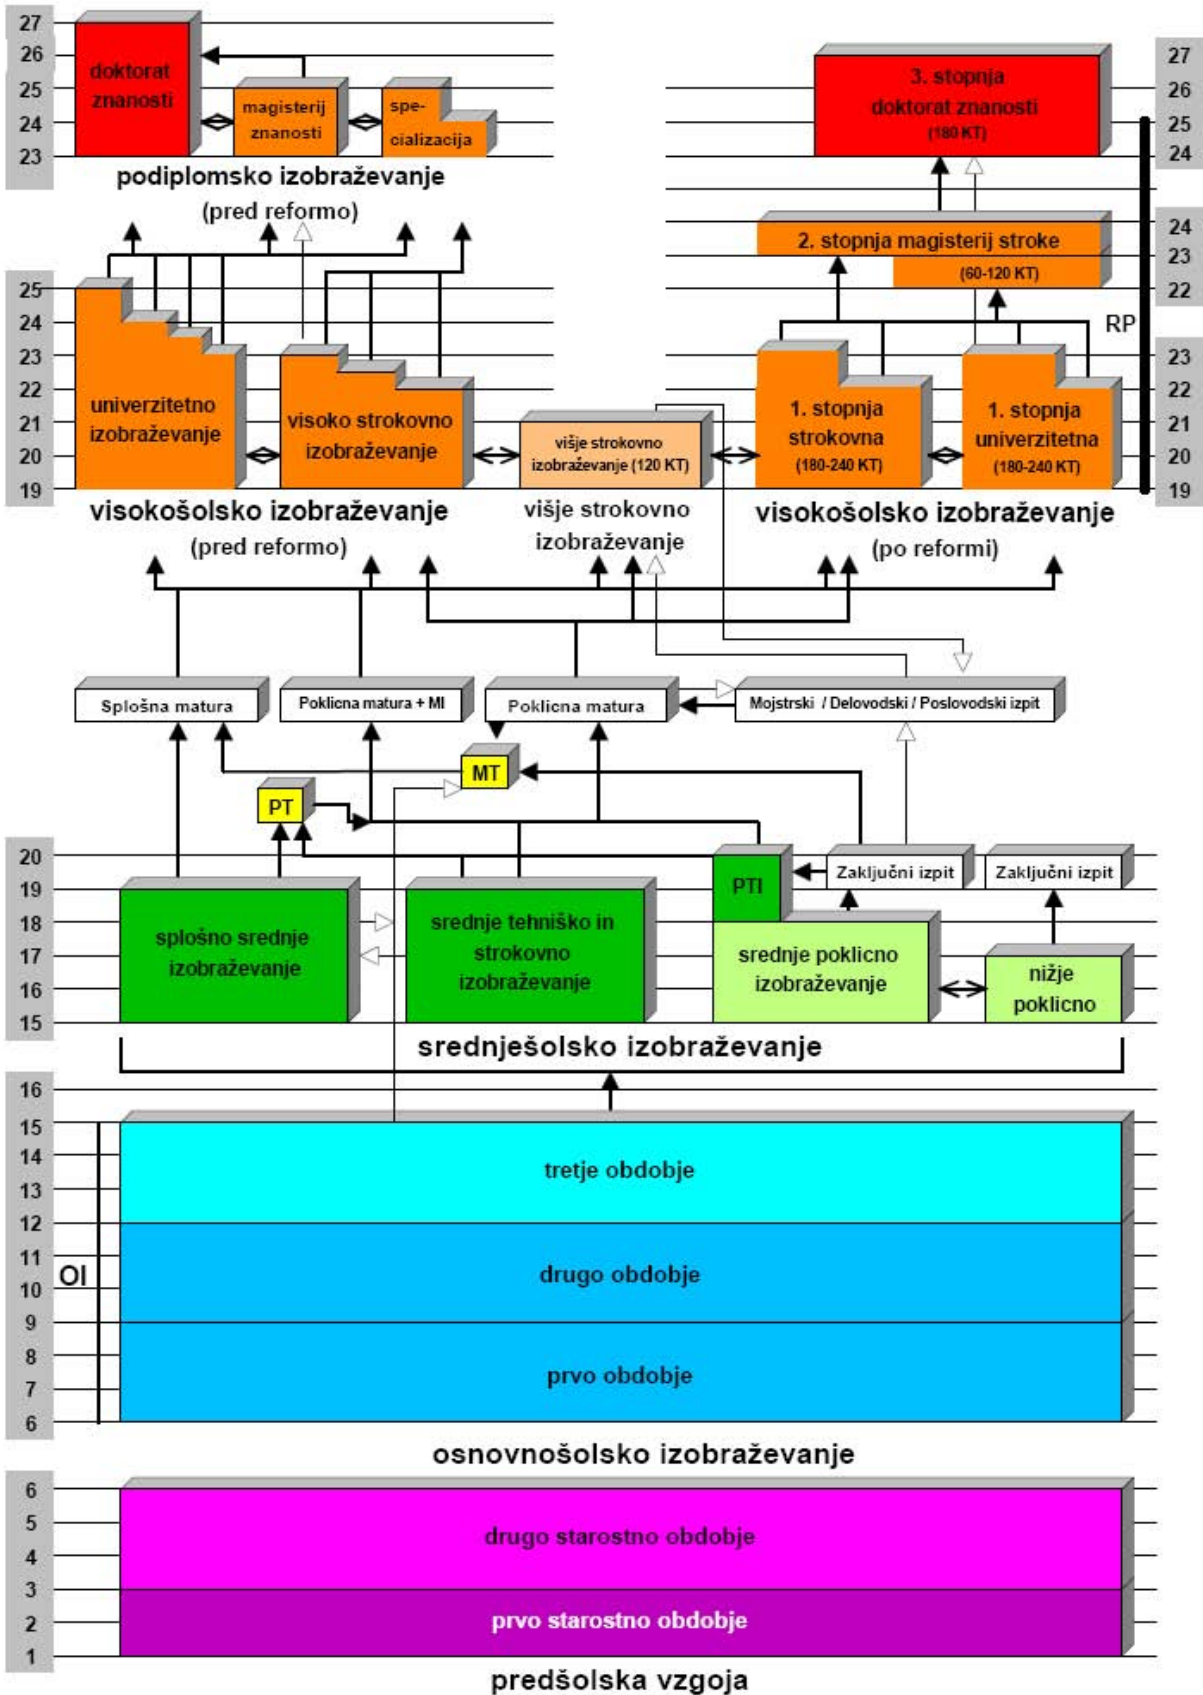 27
26
25
24
23
doktorat
znanosti
magisterij
znanosti
spe-
cializacija
podiplomsko izobraževanje
(pred reformo)
27
26
25
24
3. stopnja
doktorat znanosti
(180 KT)
24
23
22
2. stopnja magisterij stroke
(60-120 KT)
RP
25
24
23
22
21
20
19
univerzitetno
izobraževanje
visoko strokovno
izobraževanje
višje strokovno
izobraževanje (120 KT)
1. stopnja
strokovna
(180-240 KT)
1. stopnja
univerzitetna
(180-240 KT)
23
22
21
20
19
visokošolsko izobraževanje
(pred reformo)
višje strokovno
izobraževanje
visokošolsko izobraževanje
(po reformi)
Splošna matura
Poklicna matura + MI
Poklicna matura
Mojstrski / Delovodski / Poslovodski izpit
MT
PT
20
19
18
17
16
15
PTI
Zaključni izpit
Zaključni izpit
splošno srednje
izobraževanje
srednje tehniško in
strokovno
izobraževanje
srednje poklicno
izobraževanje
nižje
poklicno
srednješolsko izobraževanje
16
15
14
13
12
11
10
9
8
7
6
OI
tretje obdobje
drugo obdobje
prvo obdobje
osnovnošolsko izobraževanje
6
5
4
3
2
1
drugo starostno obdobje
prvo starostno obdobje
predšolska vzgoja